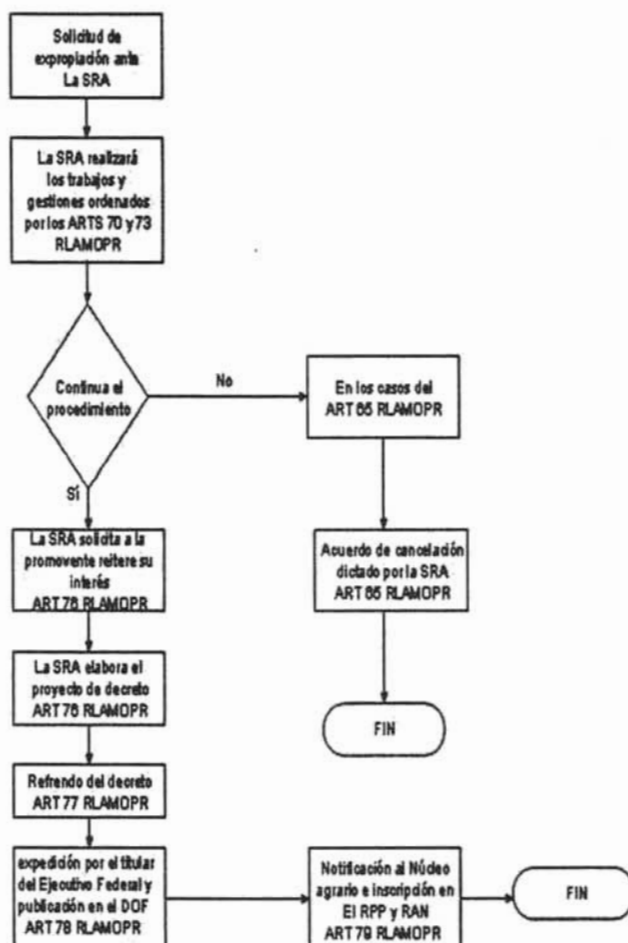 Solicitud de
expropiación ante
La SRA
La SRA realizará
los trabajos y
gestiones ordenados
por los ARTS 70 y 73
RLAMOPR
Continua el
procedimiento
No
En los casos del
ART 85 RLAMOPR
Acuerdo de cancelación
dictado por la SRA
ART 85 RLAMOPR
FIN
Sí
La SRA solicita a la
promovente reitere su
interés
ART 76 RLAMOPR
La SRA elabora el
proyecto de decreto
ART 76 RLAMOPR
Refrendo del decreto
ART 77 RLAMOPR
expedición por el titular
del Ejecutivo Federal y
publicación en el DOF
ART 78 RLAMOPR
Notificación al Núcleo
agrario e inscripción en
El RPP y RAN
ART 79 RLAMOPR
FIN